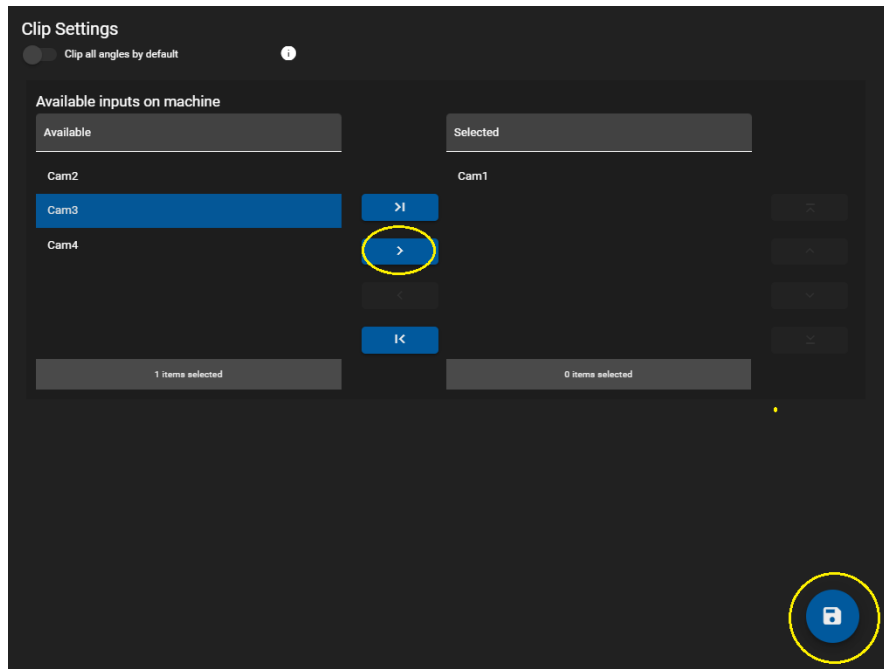 Clip Settings
Clip all angles by default
Available inputs on machine
Available
Selected
Cam2
Cam1
Cam3
Cam4
1 items selected
0 items selected